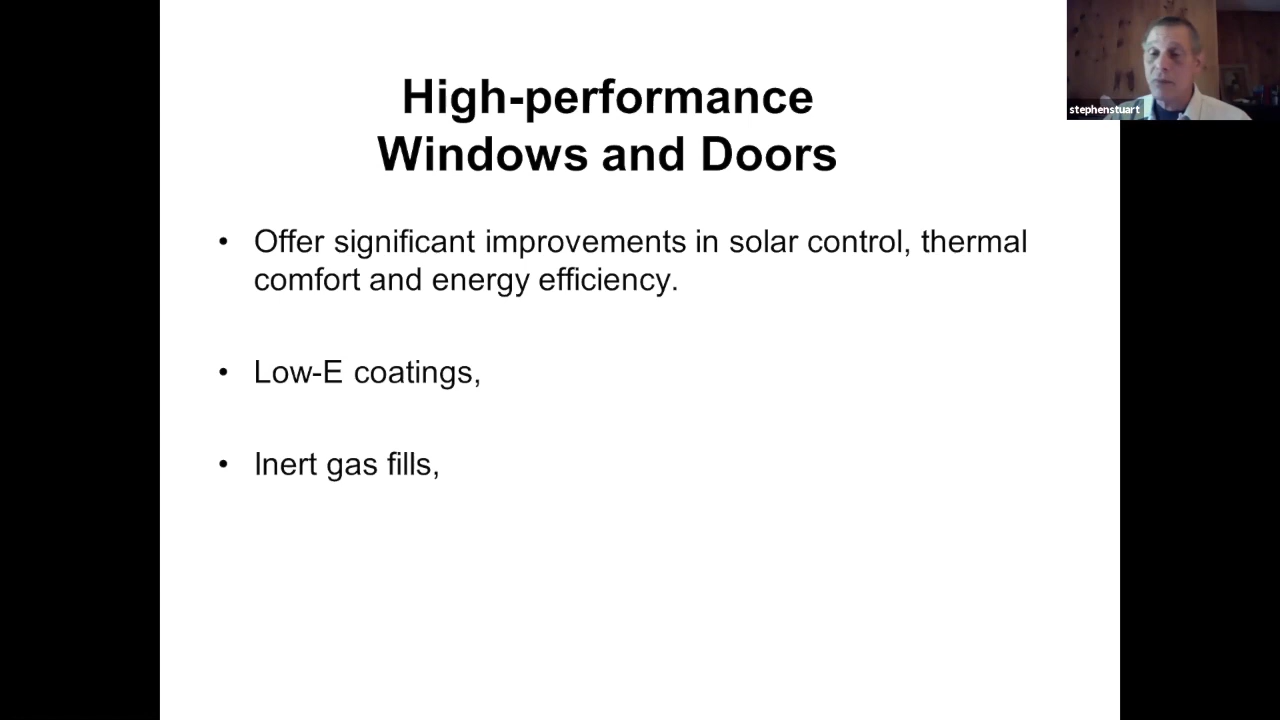 High-performance
Windows and Doors
stephenstuart
• Offer significant improvements in solar control, thermal
comfort and energy efficiency.
• Low-E coatings,
• Inert gas fills,